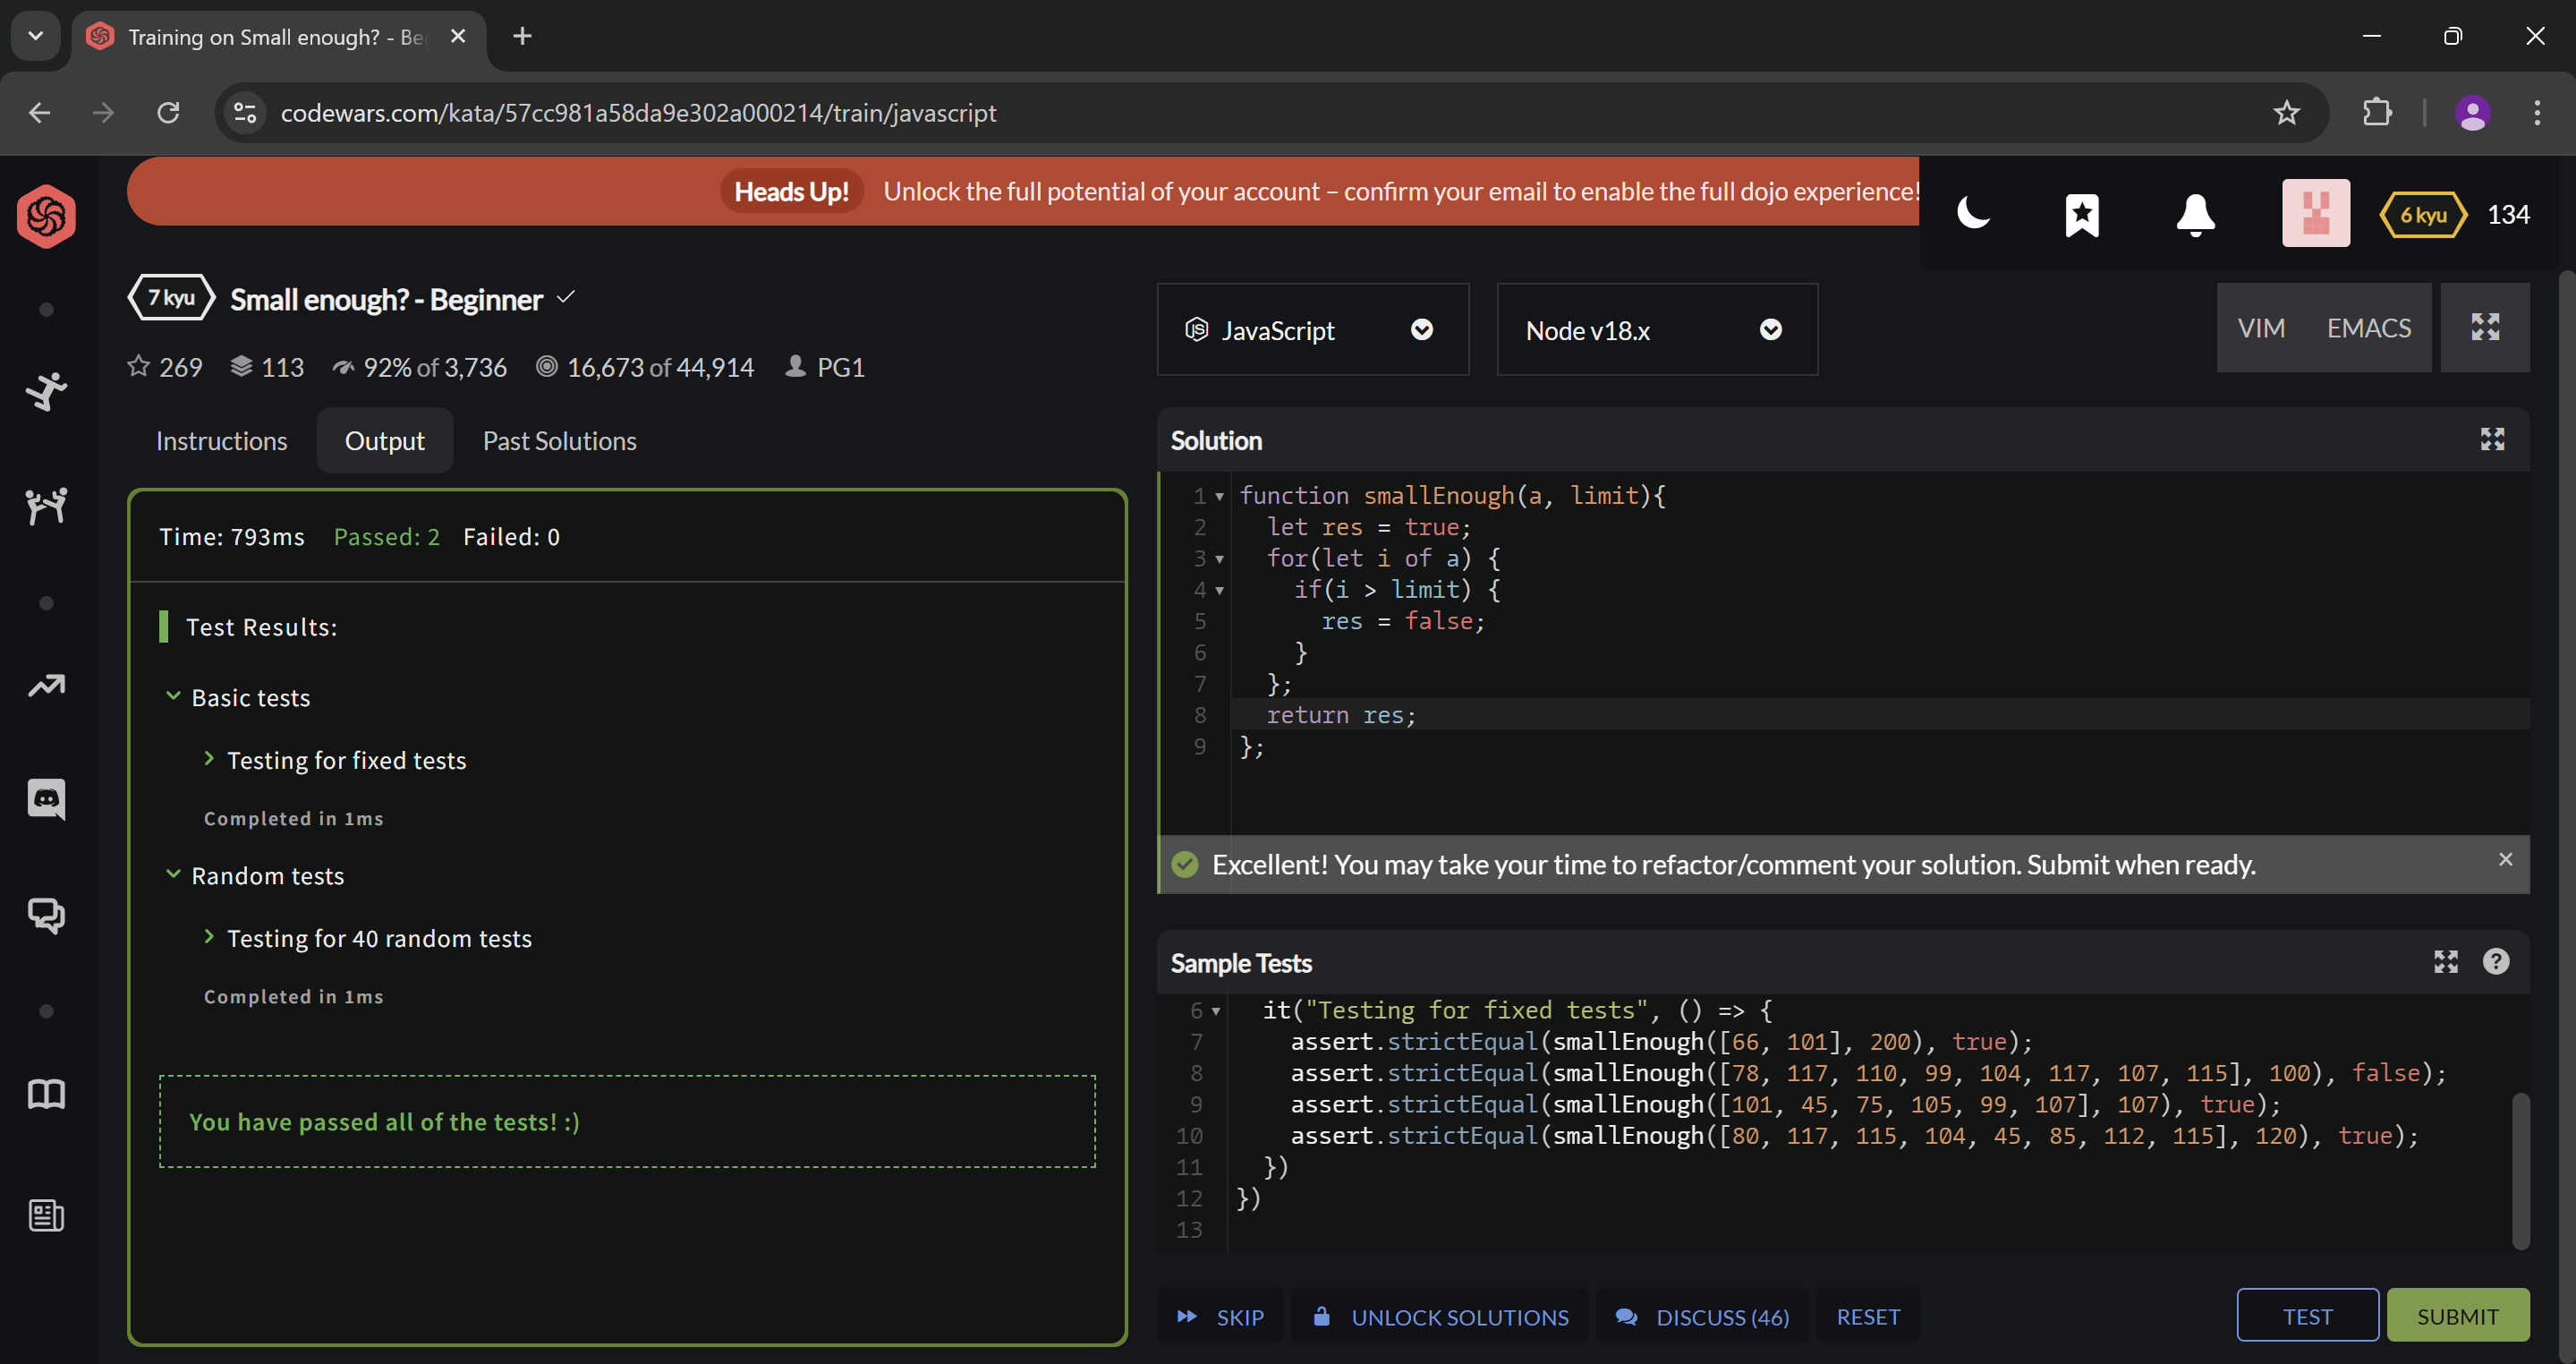 Training on Small enough? - Be
codewars.com/kata/57cc981a58da9e302a000214/train/javascript
Heads Up! Unlock the full potential of your account – confirm your email to enable the full dojo experience!
6 kyu 134
7 kyu Small enough? - Beginner
269 113 92% of 3,736 16,673 of 44,914 PG1
JavaScript
Node v18.x
VIM EMACS
Instructions Output Past Solutions
Time: 793ms Passed: 2 Failed: 0
Test Results:
Basic tests
Testing for fixed tests
Completed in 1ms
Random tests
Testing for 40 random tests
Completed in 1ms
You have passed all of the tests! :)
Solution
1 function smallEnough(a, limit){
2 let res = true;
3 for(let i of a) {
4 if(i > limit) {
5 res = false;
6 }
7 };
8 return res;
9 };
Excellent! You may take your time to refactor/comment your solution. Submit when ready.
Sample Tests
6 it("Testing for fixed tests", () => {
7 assert.strictEqual(smallEnough([66, 101], 200), true);
8 assert.strictEqual(smallEnough([78, 117, 110, 99, 104, 117, 107, 115], 100), false);
9 assert.strictEqual(smallEnough([101, 45, 75, 105, 99, 107], 107), true);
10 assert.strictEqual(smallEnough([80, 117, 115, 104, 45, 85, 112, 115], 120), true);
11 })
12 })
13
SKIP UNLOCK SOLUTIONS DISCUSS (46) RESET TEST SUBMIT